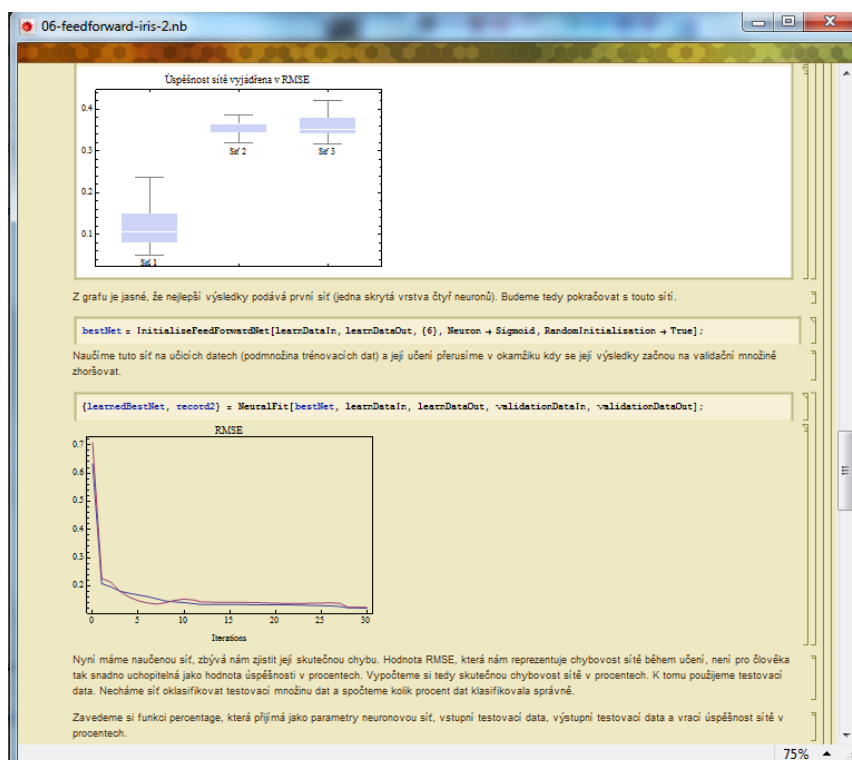 06-feedforward-iris-2.nb
Úspěšnost sítě vyjádřena v RMSE
0.4
0.3
0.2
0.1
Síť 1
Síť 2
Síť 3
Z grafu je jasné, že nejlepší výsledky podává první síť (jedna skrytá vrstva čtyř neuronů). Budeme tedy pokračovat s touto sítí.
bestNet = InitializeFeedForwardNet[learnDataIn, learnDataOut, {6}, Neuron → Sigmoid, RandomInitialization → True];
Naučíme tuto síť na učicích datech (podmnožina trénovacích dat) a její učení přerušíme v okamžiku kdy se její výsledky začnou na validační množině
zhoršovat.
{learnedBestNet, record2} = NeuralFit[bestNet, learnDataIn, learnDataOut, validationDataIn, validationDataOut];
RMSE
0.7
0.6
0.5
0.4
0.3
0.2
0 5 10 15 20 25 30
Iterations
Nyní máme naučenou síť, zbývá nám zjistit její skutečnou chybu. Hodnota RMSE, která nám reprezentuje chybovost sítě během učení, není pro člověka
tak snadno uchopitelná jako hodnota úspěšnosti v procentech. Vypočteme si tedy skutečnou chybovost sítě v procentech. K tomu použijeme testovací
data. Necháme síť oklasifikovat testovací množinu dat a spočteme kolik procent dat klasifikovala správně.
Zavedeme si funkci percentage, která přijímá jako parametry neuronovou síť, vstupní testovací data, výstupní testovací data a vrací úspěšnost sítě v
procentech.
75%